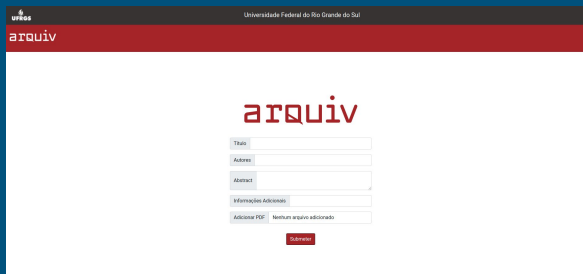 UFRGS
Universidade Federal do Rio Grande do Sul
arquiv
arquiv
Título
Autores
Abstract
Informações Adicionais
Adicionar PDF Nenhum arquivo adicionado
Submeter